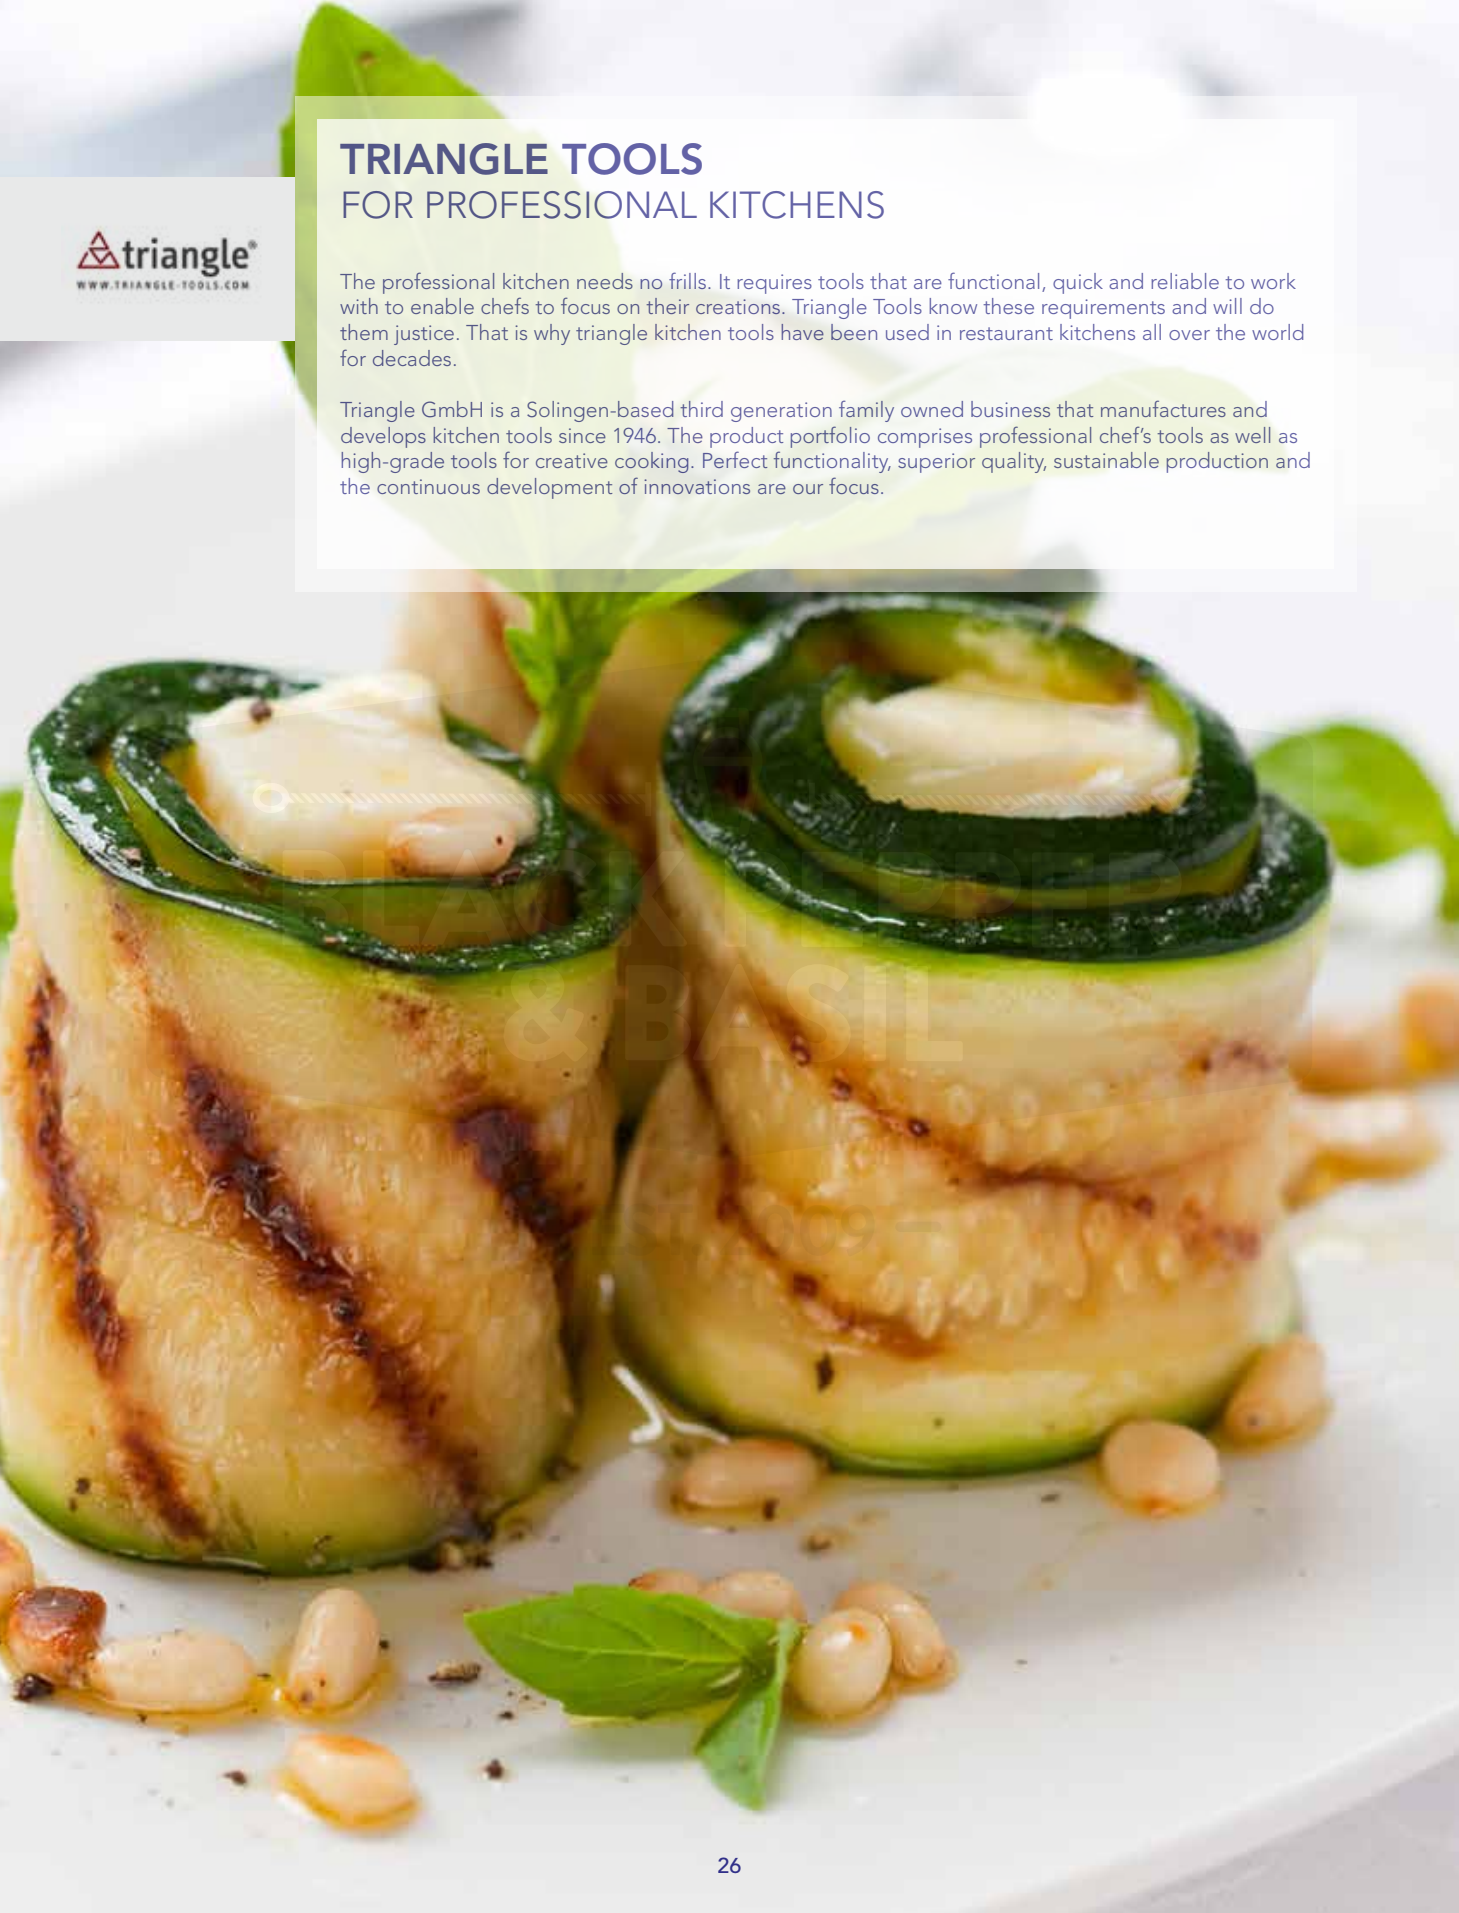 TRIANGLE TOOLS
FOR PROFESSIONAL KITCHENS
triangle®
WWW.TRIANGLE-TOOLS.COM
The professional kitchen needs no frills. It requires tools that are functional, quick and reliable to work
with to enable chefs to focus on their creations. Triangle Tools know these requirements and will do
them justice. That is why triangle kitchen tools have been used in restaurant kitchens all over the world
for decades.
Triangle GmbH is a Solingen-based third generation family owned business that manufactures and
develops kitchen tools since 1946. The product portfolio comprises professional chef's tools as well as
high-grade tools for creative cooking. Perfect functionality, superior quality, sustainable production and
the continuous development of innovations are our focus.
BLACK PEPPER
& BASIL
26